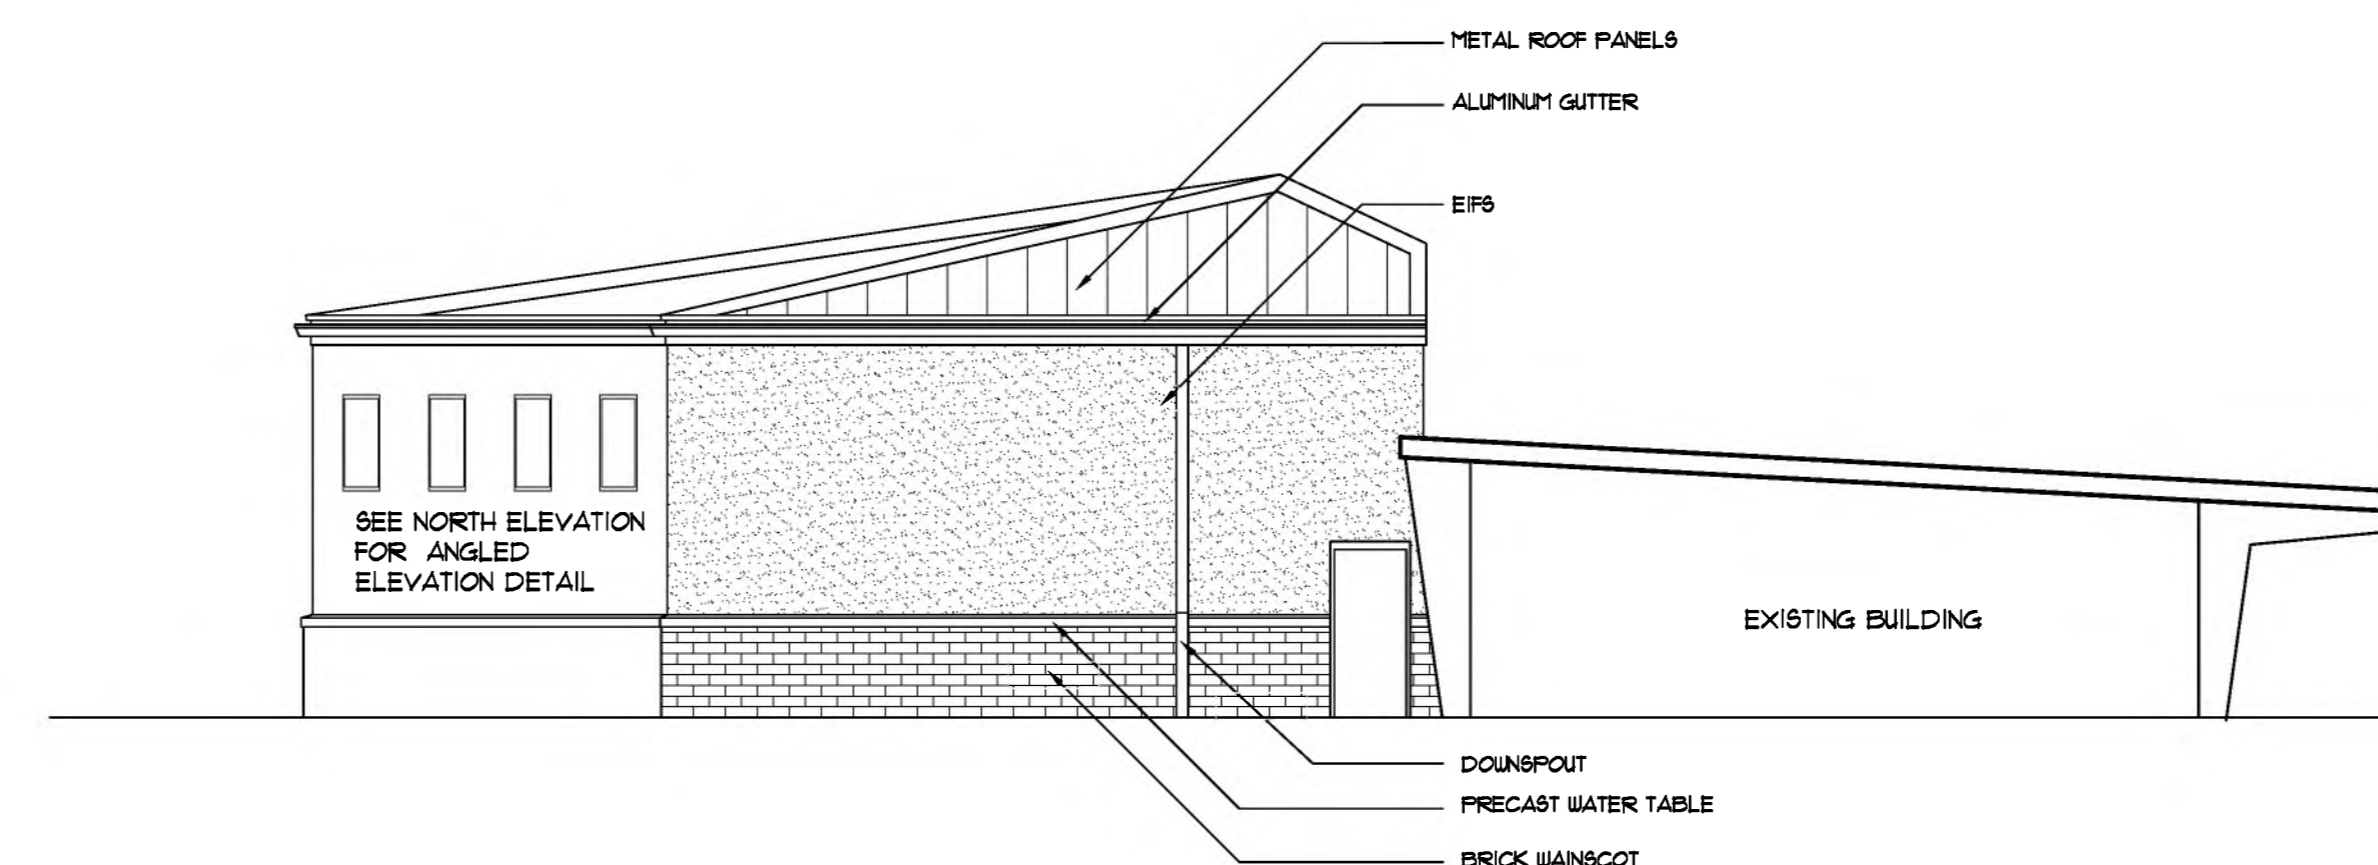 METAL ROOF PANELS
ALUMINUM GUTTER
EIFS
SEE NORTH ELEVATION
FOR ANGLED
ELEVATION DETAIL
EXISTING BUILDING
DOWNSPOUT
PRECAST WATER TABLE
BRICK WAINSCOT